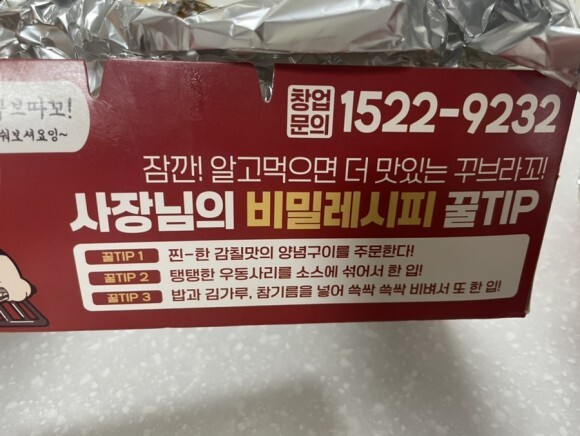 창업
문의 1522-9232
잠깐! 알고먹으면 더 맛있는 꾸브라꼬!
사장님의 비밀레시피 꿀TIP
꿀TIP 1 찐-한 감칠맛의 양념구이를 주문한다!
꿀TIP 2 탱탱한 우동사리를 소스에 섞어서 한 입!
꿀TIP 3 밥과 김가루, 참기름을 넣어 쓱싹 쓱싹 비벼서 또 한 입!